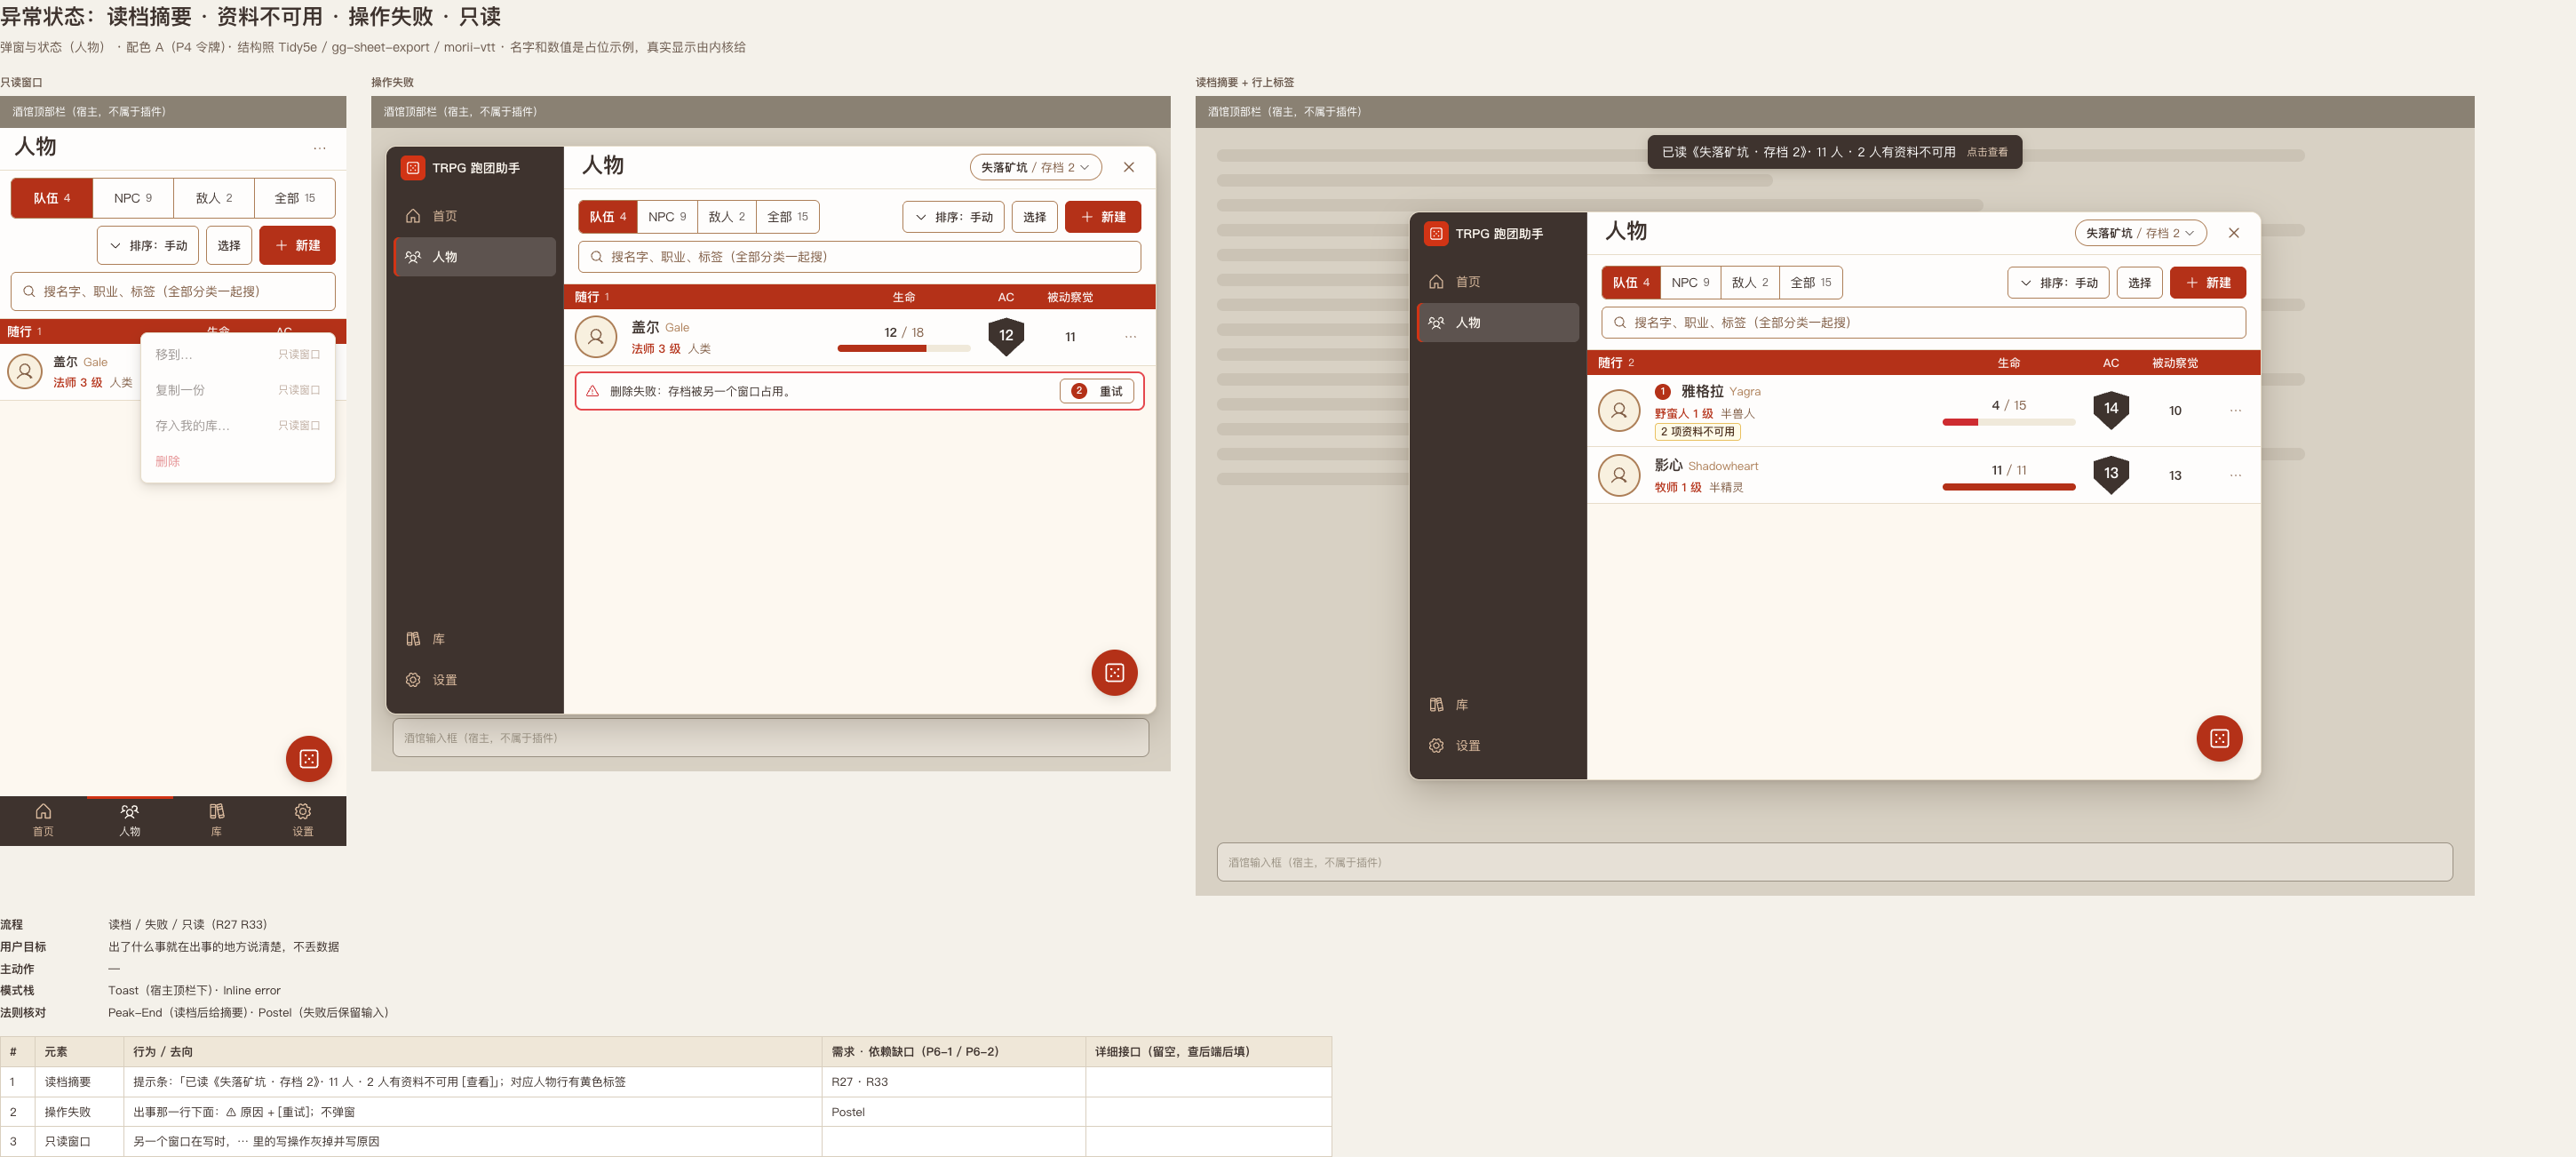 异常状态：读档摘要 · 资料不可用 · 操作失败 · 只读
弹窗与状态（人物） · 配色 A（P4 令牌）· 结构照 Tidy5e / gg-sheet-export / morii-vtt · 名字和数值是占位示例，真实显示由内核给
只读窗口
酒馆顶部栏（宿主，不属于插件）
人物
···
队伍 4
NPC 9
敌人 2
全部 15
排序：手动
选择
新建
搜名字、职业、标签（全部分类一起搜）
随行 1
生命
AC
盖尔 Gale
法师 3 级 人类
移到… 只读窗口
复制一份 只读窗口
存入我的库… 只读窗口
删除
首页
人物
库
设置
操作失败
酒馆顶部栏（宿主，不属于插件）
TRPG 跑团助手
首页
人物
库
设置
人物
失落矿坑 / 存档 2
队伍 4
NPC 9
敌人 2
全部 15
排序：手动
选择
新建
搜名字、职业、标签（全部分类一起搜）
随行 1 生命 AC 被动察觉
盖尔 Gale
法师 3 级 人类
12 / 18
12
11
···
删除失败：存档被另一个窗口占用。
2 重试
酒馆输入框（宿主，不属于插件）
读档摘要 + 行上标签
酒馆顶部栏（宿主，不属于插件）
已读《失落矿坑 · 存档 2》· 11 人 · 2 人有资料不可用 点击查看
TRPG 跑团助手
首页
人物
库
设置
人物
失落矿坑 / 存档 2
队伍 4
NPC 9
敌人 2
全部 15
排序：手动
选择
新建
搜名字、职业、标签（全部分类一起搜）
随行 2 生命 AC 被动察觉
1 雅格拉 Yagra
野蛮人 1 级 半兽人
2 项资料不可用
4 / 15
14
10
···
影心 Shadowheart
牧师 1 级 半精灵
11 / 11
13
13
···
酒馆输入框（宿主，不属于插件）
流程 读档 / 失败 / 只读（R27 R33）
用户目标 出了什么事就在出事的地方说清楚，不丢数据
主动作 —
模式栈 Toast（宿主顶栏下）· Inline error
法则核对 Peak-End（读档后给摘要）· Postel（失败后保留输入）
# 元素 行为 / 去向 需求 · 依赖缺口（P6-1 / P6-2） 详细接口（留空，查后端后填）
1 读档摘要 提示条：「已读《失落矿坑 · 存档 2》· 11 人 · 2 人有资料不可用 [查看]」；对应人物行有黄色标签 R27 · R33
2 操作失败 出事那一行下面：⚠ 原因 + [重试]；不弹窗 Postel
3 只读窗口 另一个窗口在写时，··· 里的写操作灰掉并写原因